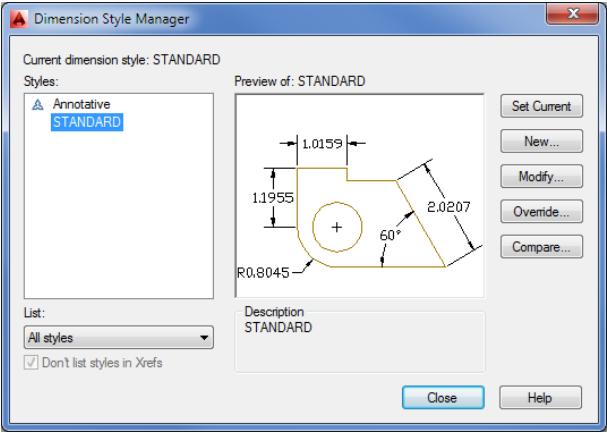 Dimension Style Manager
Current dimension style: STANDARD
Styles:
Annotative
STANDARD
Preview of: STANDARD
1.0159
1.1955
2.0207
60°
R0.8045
Set Current
New...
Modify...
Override...
Compare...
List:
All styles
Don't list styles in Xrefs
Description
STANDARD
Close
Help